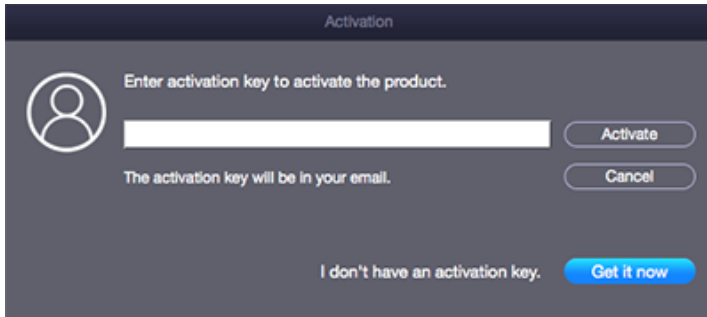 Activation
Enter activation key to activate the product.
Activate
The activation key will be in your email.
Cancel
I don't have an activation key.
Get it now